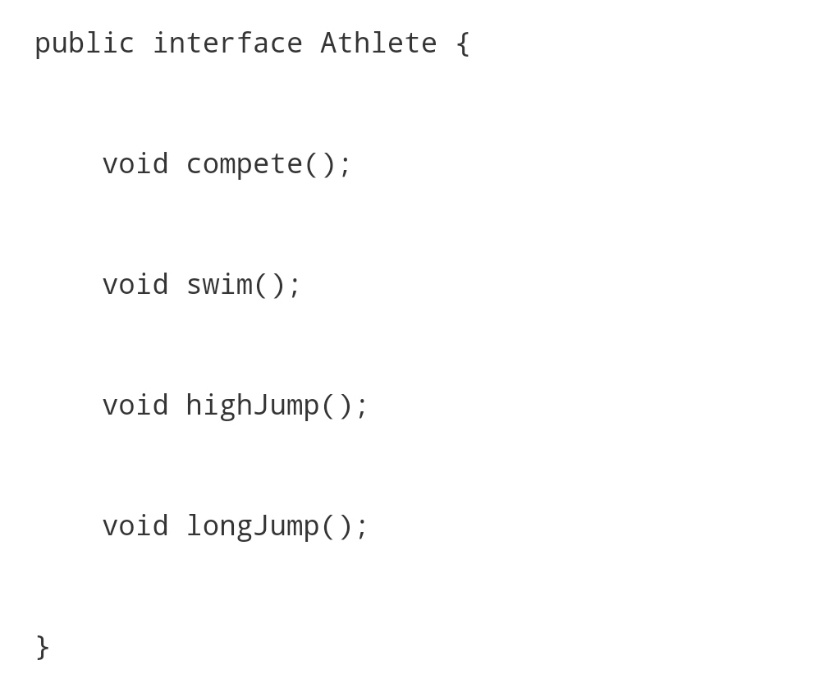 public interface Athlete {
    void compete();
    void swim();
    void highJump();
    void longJump();
}